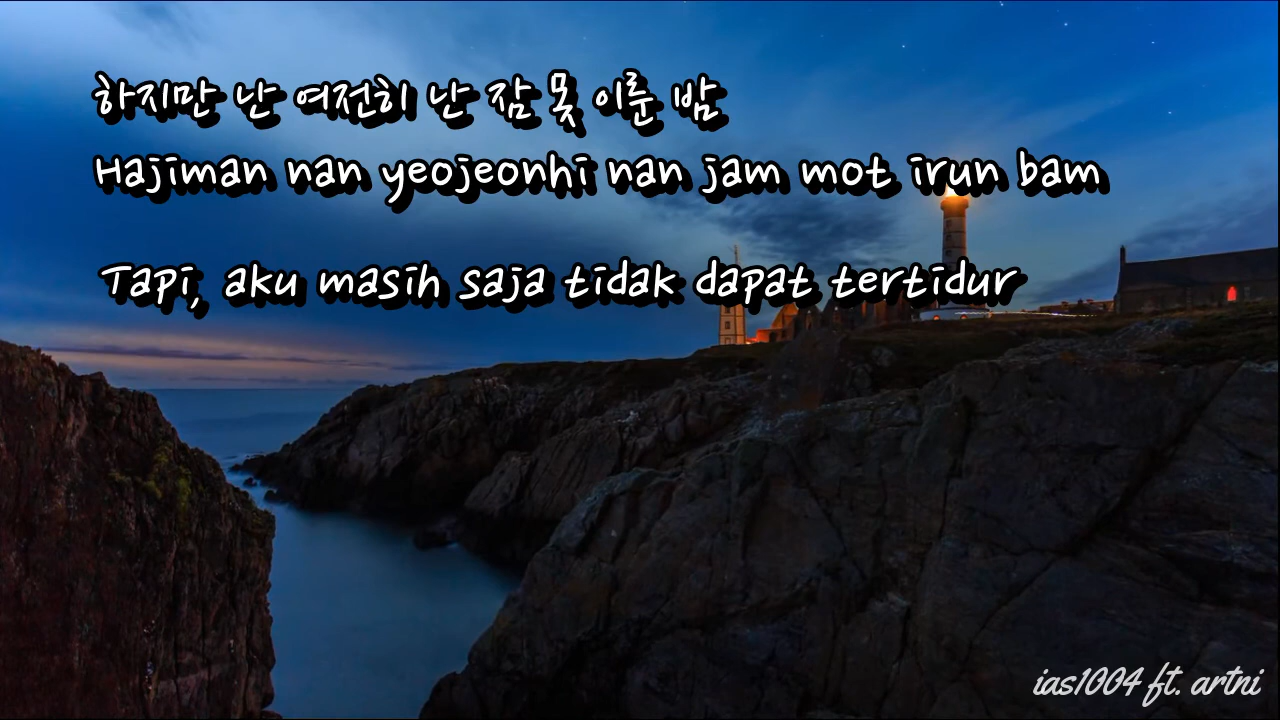 하지만 난 여전히 난 잠 못 이룬 밤
Hajiman nan yeojeonhi nan jam mot irun bam
Tapi, aku masih saja tidak dapat tertidur
ias1004 ft. artni